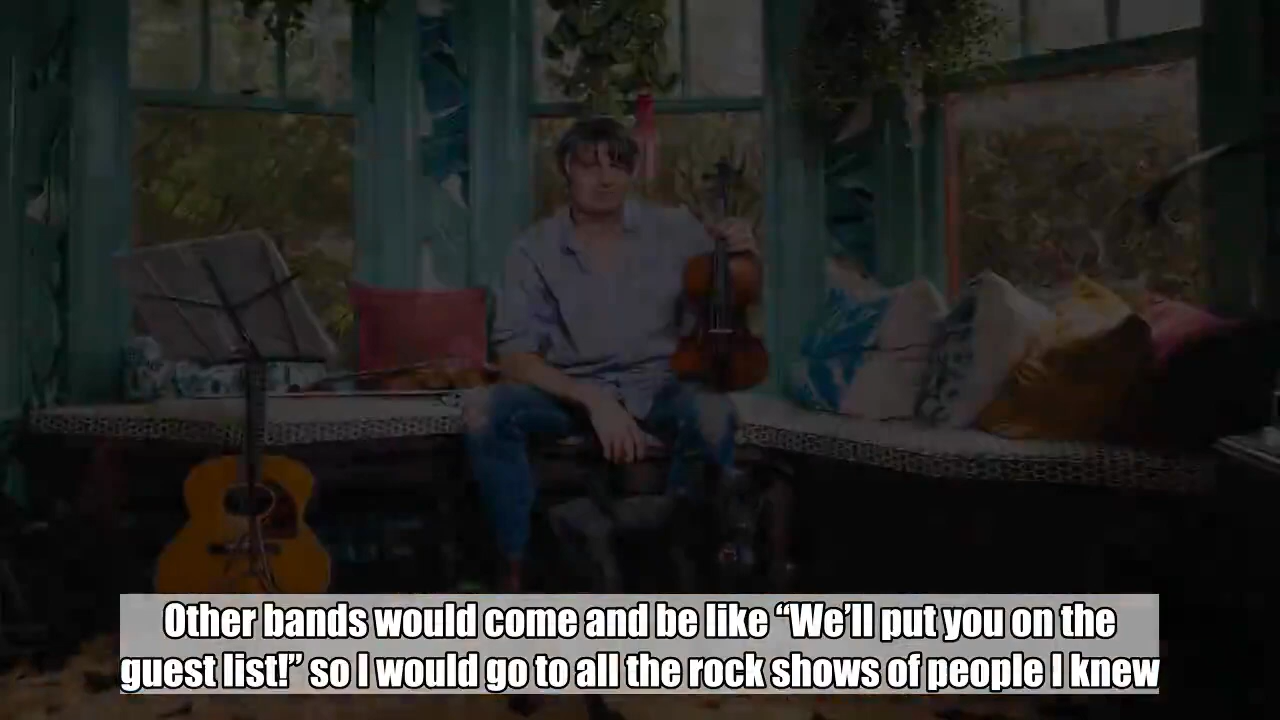 Other bands would come and be like “We’ll put you on the
guest list!” so I would go to all the rock shows of people I knew